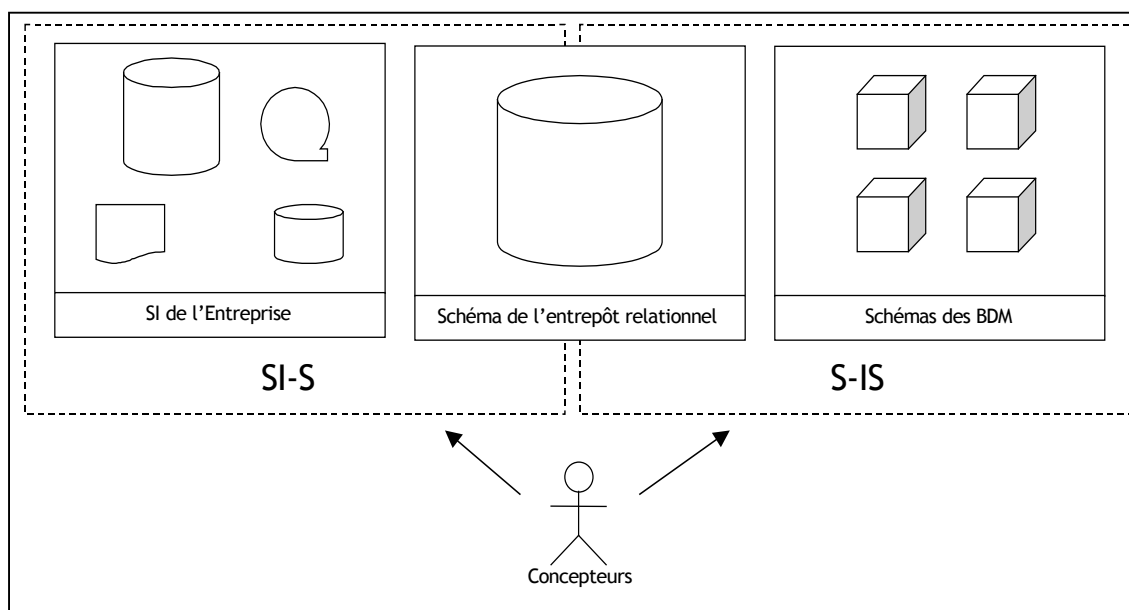 SI de l’Entreprise
Schéma de l’entrepôt relationnel
Schémas des BDM
SI-S
S-IS
Concepteurs